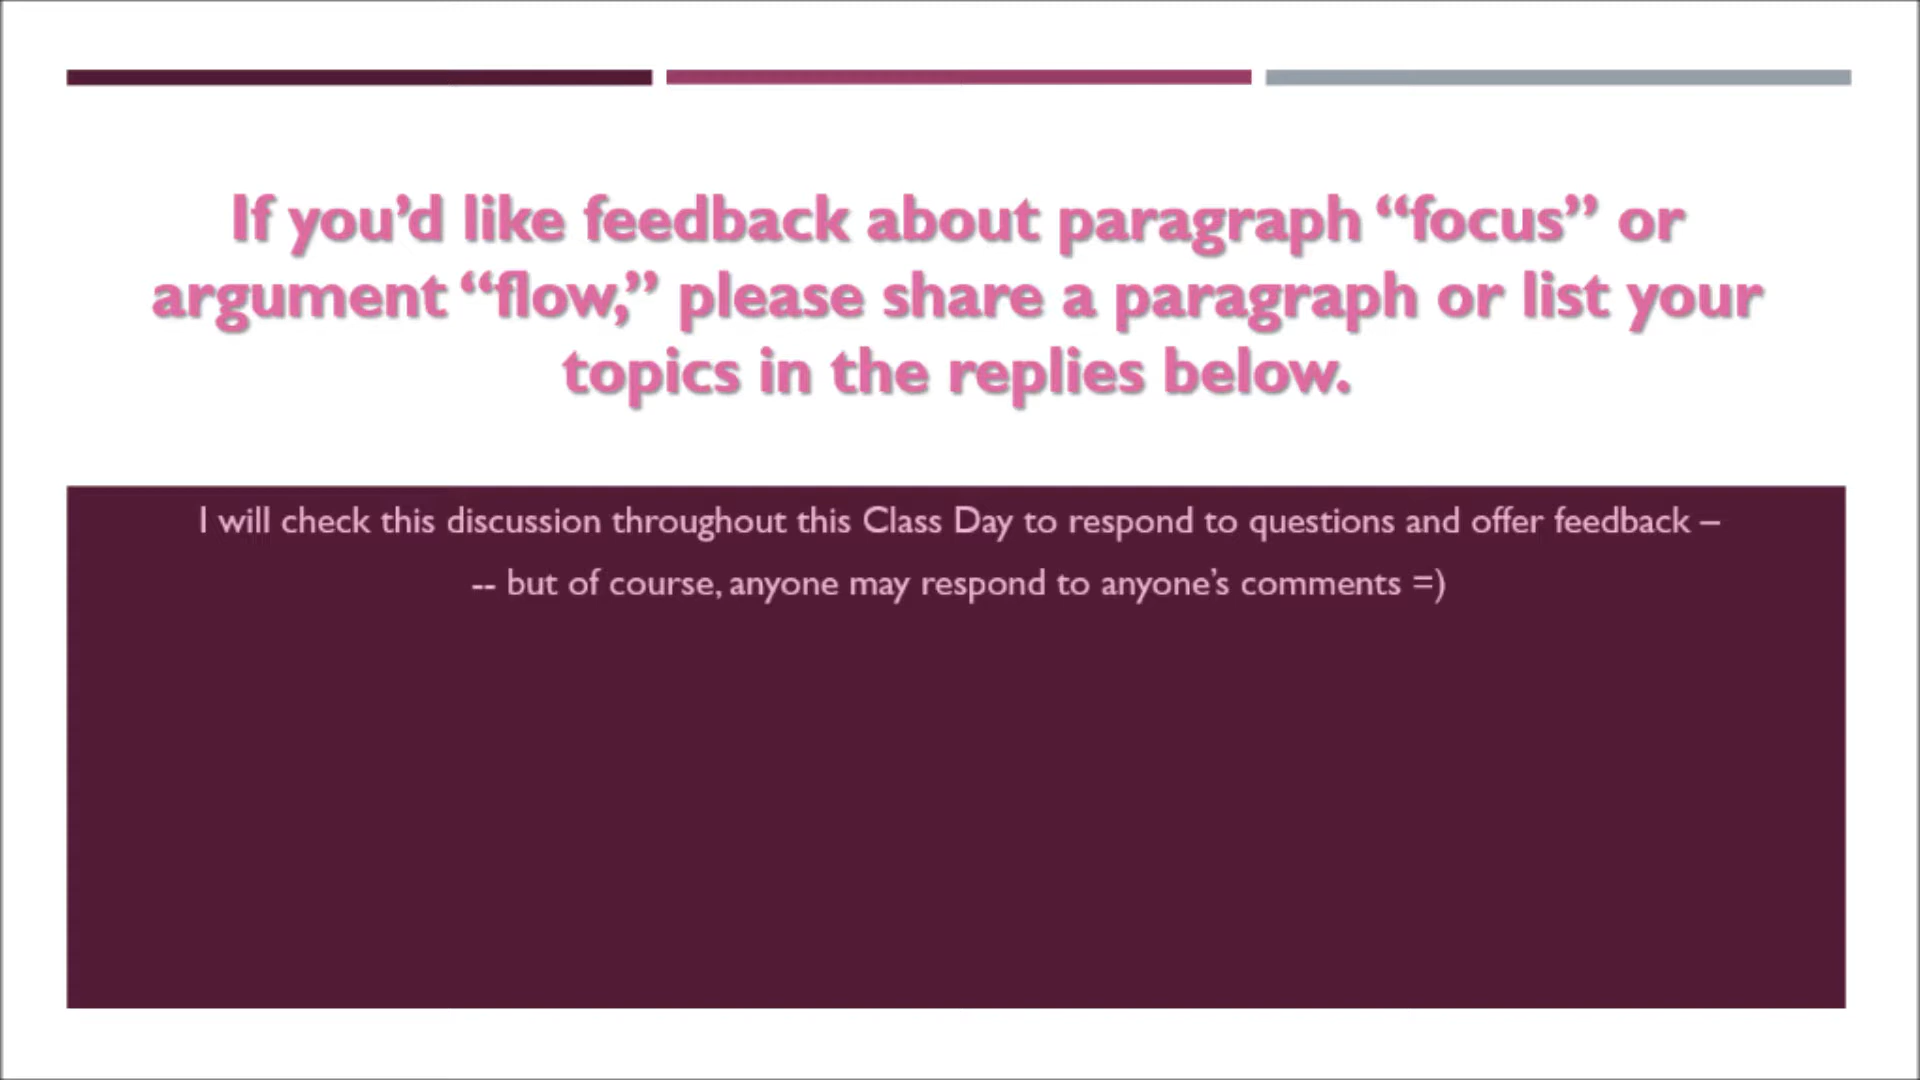 If you’d like feedback about paragraph “focus” or
argument “flow,” please share a paragraph or list your
topics in the replies below.
I will check this discussion throughout this Class Day to respond to questions and offer feedback –
-- but of course, anyone may respond to anyone’s comments =)